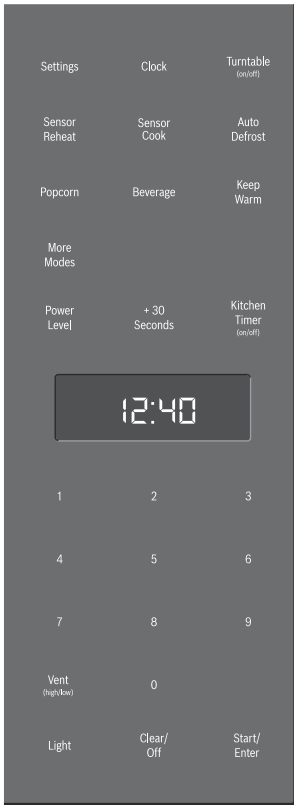 Settings
Clock
Turntable
(on/off)
Sensor
Reheat
Sensor
Cook
Auto
Defrost
Popcorn
Beverage
Keep
Warm
More
Modes
Power
Level
+ 30
Seconds
Kitchen
Timer
(on/off)
12:40
1
2
3
4
5
6
7
8
9
Vent
(high/low)
0
Light
Clear/
Off
Start/
Enter